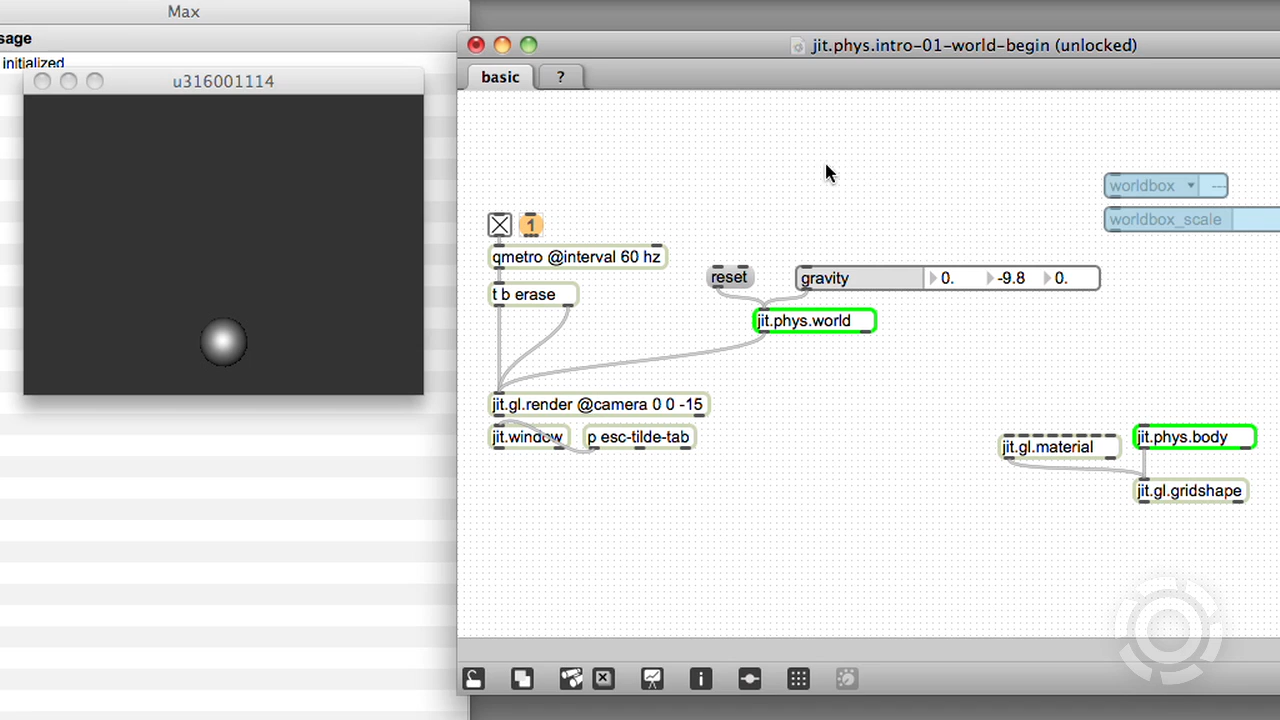 Max
sage
initialized
u316001114
jit.phys.intro-01-world-begin (unlocked)
basic
?
worldbox
worldbox_scale
1
qmetro @interval 60 hz
reset
gravity 0. -9.8 0.
t b erase
jit.phys.world
jit.gl.render @camera 0 0 -15
jit.window
p esc-tilde-tab
jit.gl.material
jit.phys.body
jit.gl.gridshape